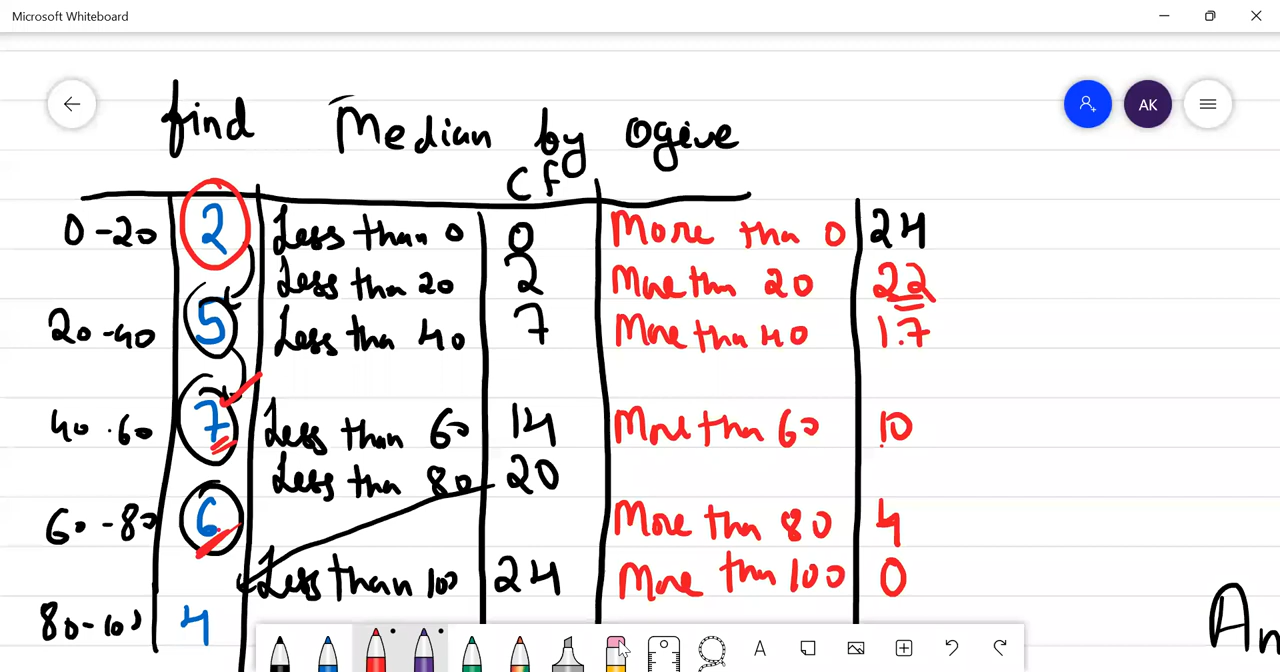 Microsoft Whiteboard
AK
find Median by Ogive
CF
0-20 2 Less than 0 0 More than 0 24
Less than 20 2 More than 20 22
20-40 5 Less than 40 7 More than 40 17
40-60 7 Less than 60 14 More than 60 10
Less than 80 20
60-80 6 More than 80 4
Less than 100 24 More than 100 0
80-100 4
An
A